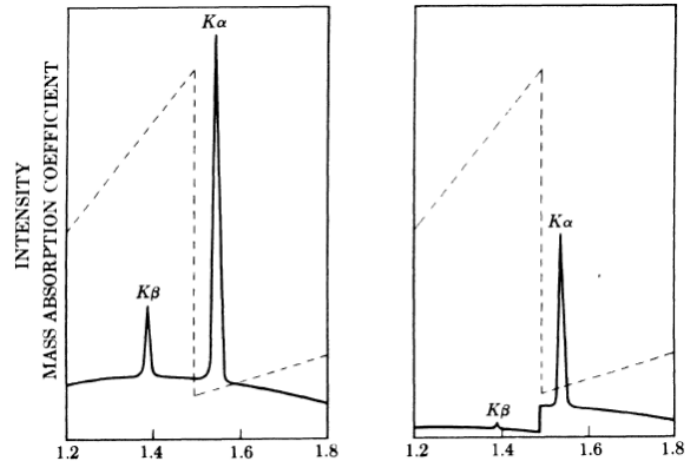 INTENSITY
MASS ABSORPTION COEFFICIENT
Kα
Kβ
1.2 1.4 1.6 1.8
Kα
Kβ
1.2 1.4 1.6 1.8